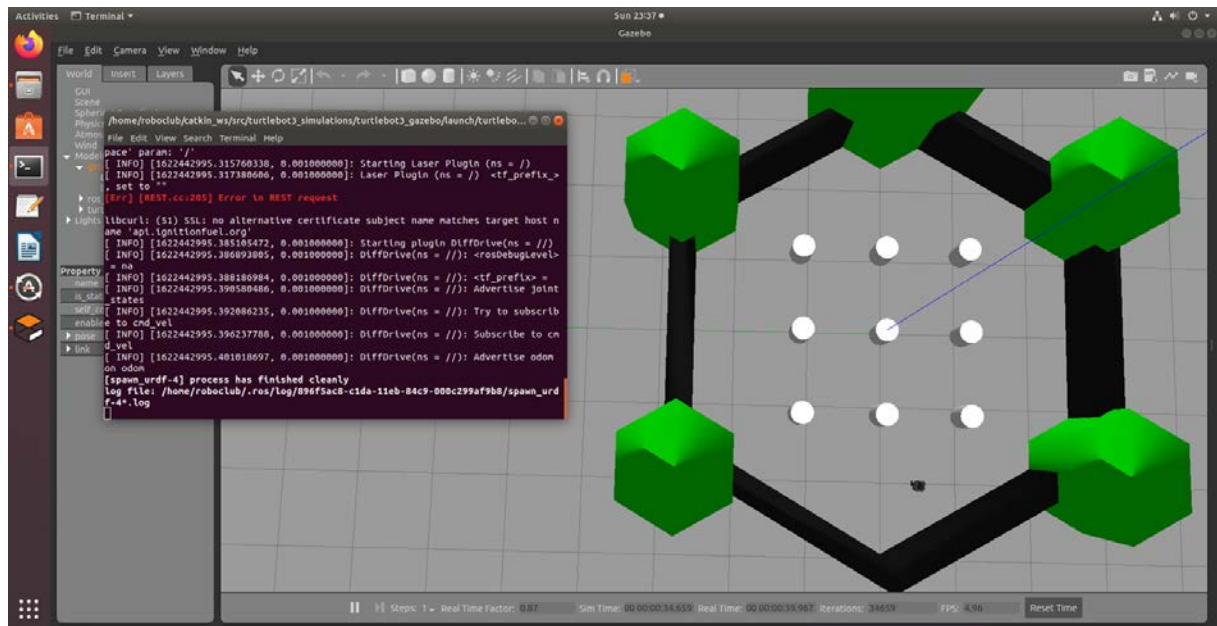 Activities Terminal Sun 23:37
Gazebo
File Edit Camera View Window Help
World Insert Layers
GUI
Scene
Wind
Lights
Property
name
link
/home/roboclub/catkin_ws/src/turtlebot3_simulations/turtlebot3_gazebo/launch/turtlebo...
File Edit View Search Terminal Help
pace' param: '/'
[ INFO] [1622442995.315760338, 0.001000000]: Starting Laser Plugin (ns = /)
[ INFO] [1622442995.317380606, 0.001000000]: Laser Plugin (ns = /) <tf_prefix_>
, set to ""
[Err] [REST.cc:205] Error in REST request
libcurl: (51) SSL: no alternative certificate subject name matches target host n
ame 'api.ignitionfuel.org'
[ INFO] [1622442995.385105472, 0.001000000]: Starting plugin DiffDrive(ns = //)
[ INFO] [1622442995.386893805, 0.001000000]: DiffDrive(ns = //): <rosDebugLevel>
= na
[ INFO] [1622442995.388186984, 0.001000000]: DiffDrive(ns = //): <tf_prefix> =
[ INFO] [1622442995.390580486, 0.001000000]: DiffDrive(ns = //): Advertise joint
_states
[ INFO] [1622442995.392086235, 0.001000000]: DiffDrive(ns = //): Try to subscrib
e to cmd_vel
[ INFO] [1622442995.396237788, 0.001000000]: DiffDrive(ns = //): Subscribe to cm
d_vel
[ INFO] [1622442995.401018697, 0.001000000]: DiffDrive(ns = //): Advertise odom
on odom
[spawn_urdf-4] process has finished cleanly
log file: /home/roboclub/.ros/log/896f5ac8-c1da-11eb-84c9-000c299af9b8/spawn_urd
f-4*.log
Steps: 1 Real Time Factor: 0.87 Sim Time: 00 00:00:34.659 Real Time: 00 00:00:39.967 Iterations: 34659 FPS: 4.96 Reset Time